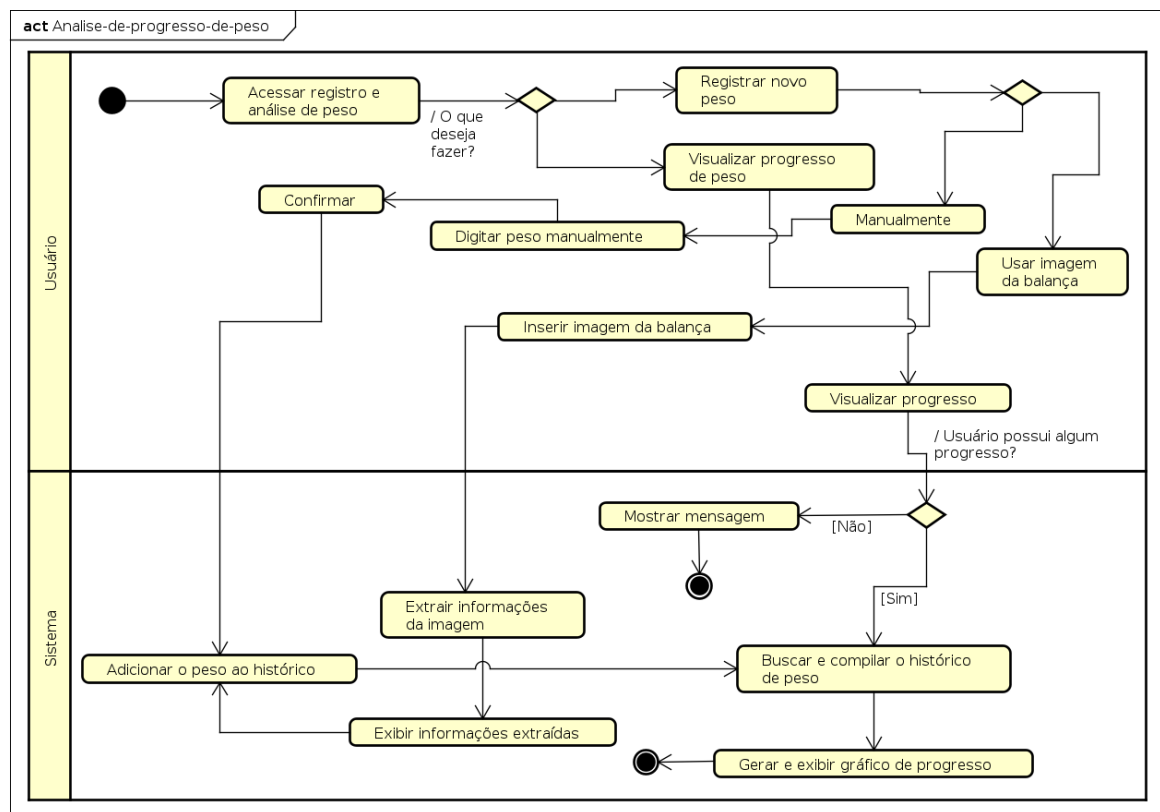 act Analise-de-progresso-de-peso
Usuário
Acessar registro e
análise de peso
/ O que
deseja
fazer?
Registrar novo
peso
Visualizar progresso
de peso
Confirmar
Digitar peso manualmente
Manualmente
Usar imagem
da balança
Inserir imagem da balança
Visualizar progresso
/ Usuário possui algum
progresso?
Sistema
Mostrar mensagem
[Não]
[Sim]
Extrair informações
da imagem
Adicionar o peso ao histórico
Buscar e compilar o histórico
de peso
Exibir informações extraídas
Gerar e exibir gráfico de progresso